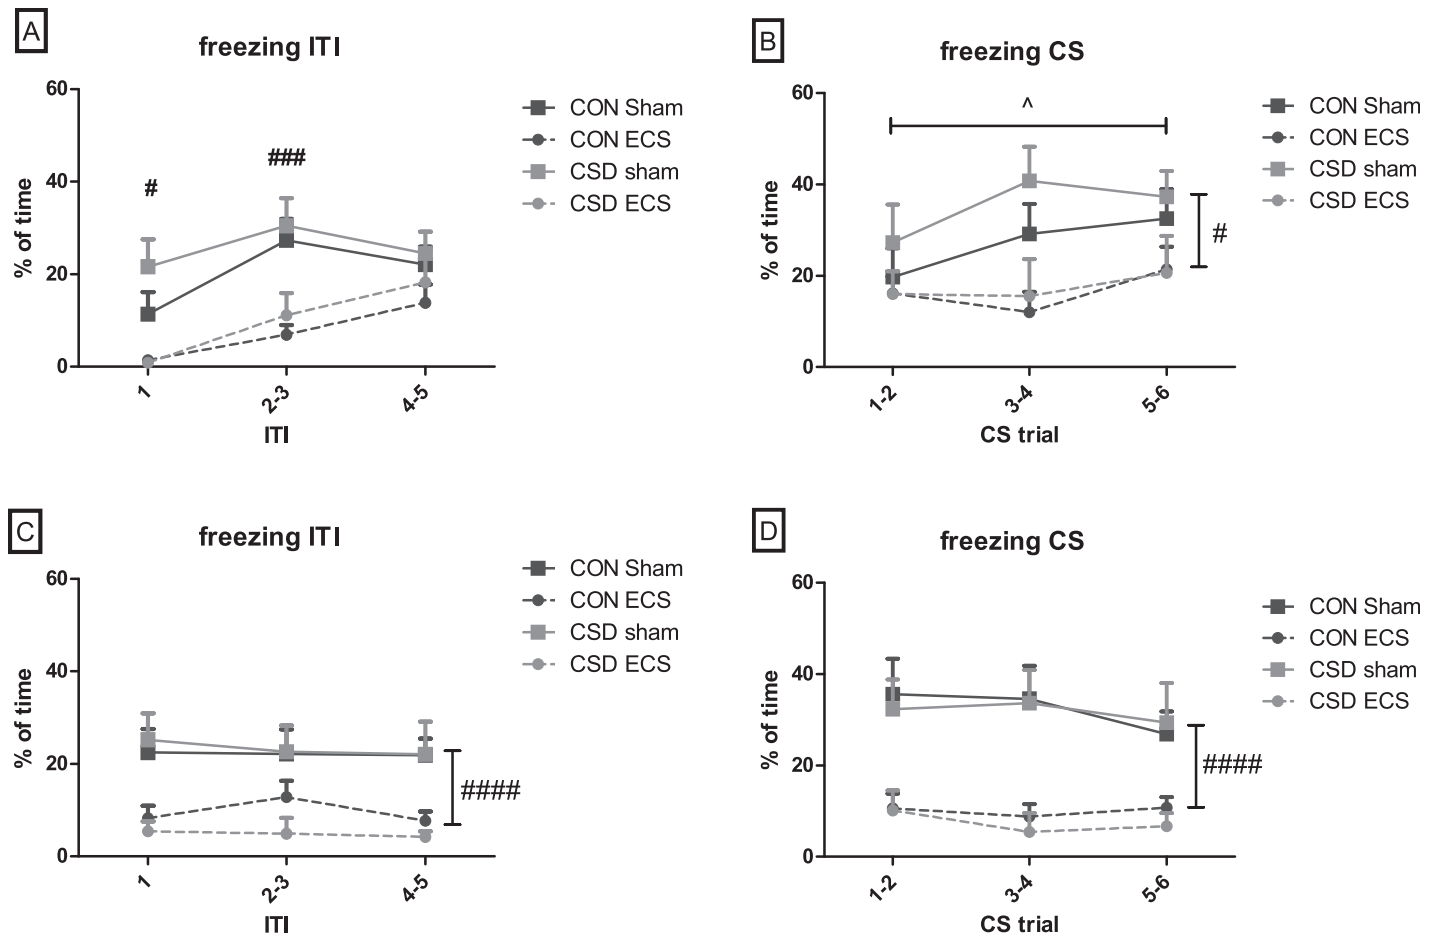 A
freezing ITI
% of time
60
40
20
0
#
###
1
2-3
4-5
ITI
CON Sham
CON ECS
CSD sham
CSD ECS
B
freezing CS
% of time
60
40
20
0
^
#
1-2
3-4
5-6
CS trial
CON Sham
CON ECS
CSD sham
CSD ECS
C
freezing ITI
% of time
60
40
20
0
####
1
2-3
4-5
ITI
CON Sham
CON ECS
CSD sham
CSD ECS
D
freezing CS
% of time
60
40
20
0
####
1-2
3-4
5-6
CS trial
CON Sham
CON ECS
CSD sham
CSD ECS